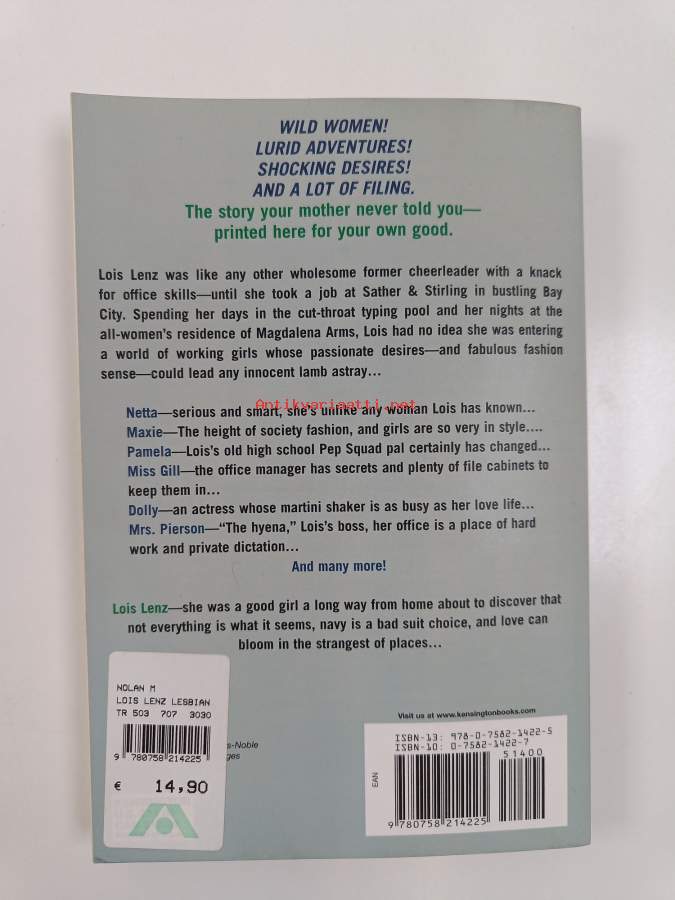 WILD WOMEN!
LURID ADVENTURES!
SHOCKING DESIRES!
AND A LOT OF FILING.
The story your mother never told you—
printed here for your own good.
Lois Lenz was like any other wholesome former cheerleader with a knack
for office skills—until she took a job at Sather & Stirling in bustling Bay
City. Spending her days in the cut-throat typing pool and her nights at the
all-women's residence of Magdalena Arms, Lois had no idea she was entering
a world of working girls whose passionate desires—and fabulous fashion
sense—could lead any innocent lamb astray...
Antikvariaatti.net
Netta—serious and smart, she's unlike any woman Lois has known...
Maxie—The height of society fashion, and girls are so very in style....
Pamela—Lois's old high school Pep Squad pal certainly has changed...
Miss Gill—the office manager has secrets and plenty of file cabinets to
keep them in...
Dolly—an actress whose martini shaker is as busy as her love life...
Mrs. Pierson—“The hyena,” Lois's boss, her office is a place of hard
work and private dictation...
And many more!
Lois Lenz—she was a good girl a long way from home about to discover that
not everything is what it seems, navy is a bad suit choice, and love can
bloom in the strangest of places...
NOLAN M
LOIS LENZ LESBIAN
TR 503 707 3030
9 780758 214225
€ 14,90
s-Noble
ges
Visit us at www.kensingtonbooks.com
ISBN-13: 978-0-7582-1422-5
ISBN-10: 0-7582-1422-7
51400
EAN
9 780758 214225